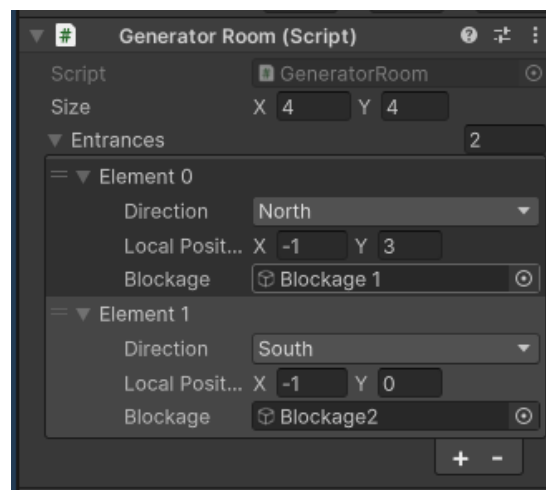 Generator Room (Script)
Script GeneratorRoom
Size X 4 Y 4
Entrances 2
Element 0
Direction North
Local Posit... X -1 Y 3
Blockage Blockage 1
Element 1
Direction South
Local Posit... X -1 Y 0
Blockage Blockage2
+ -